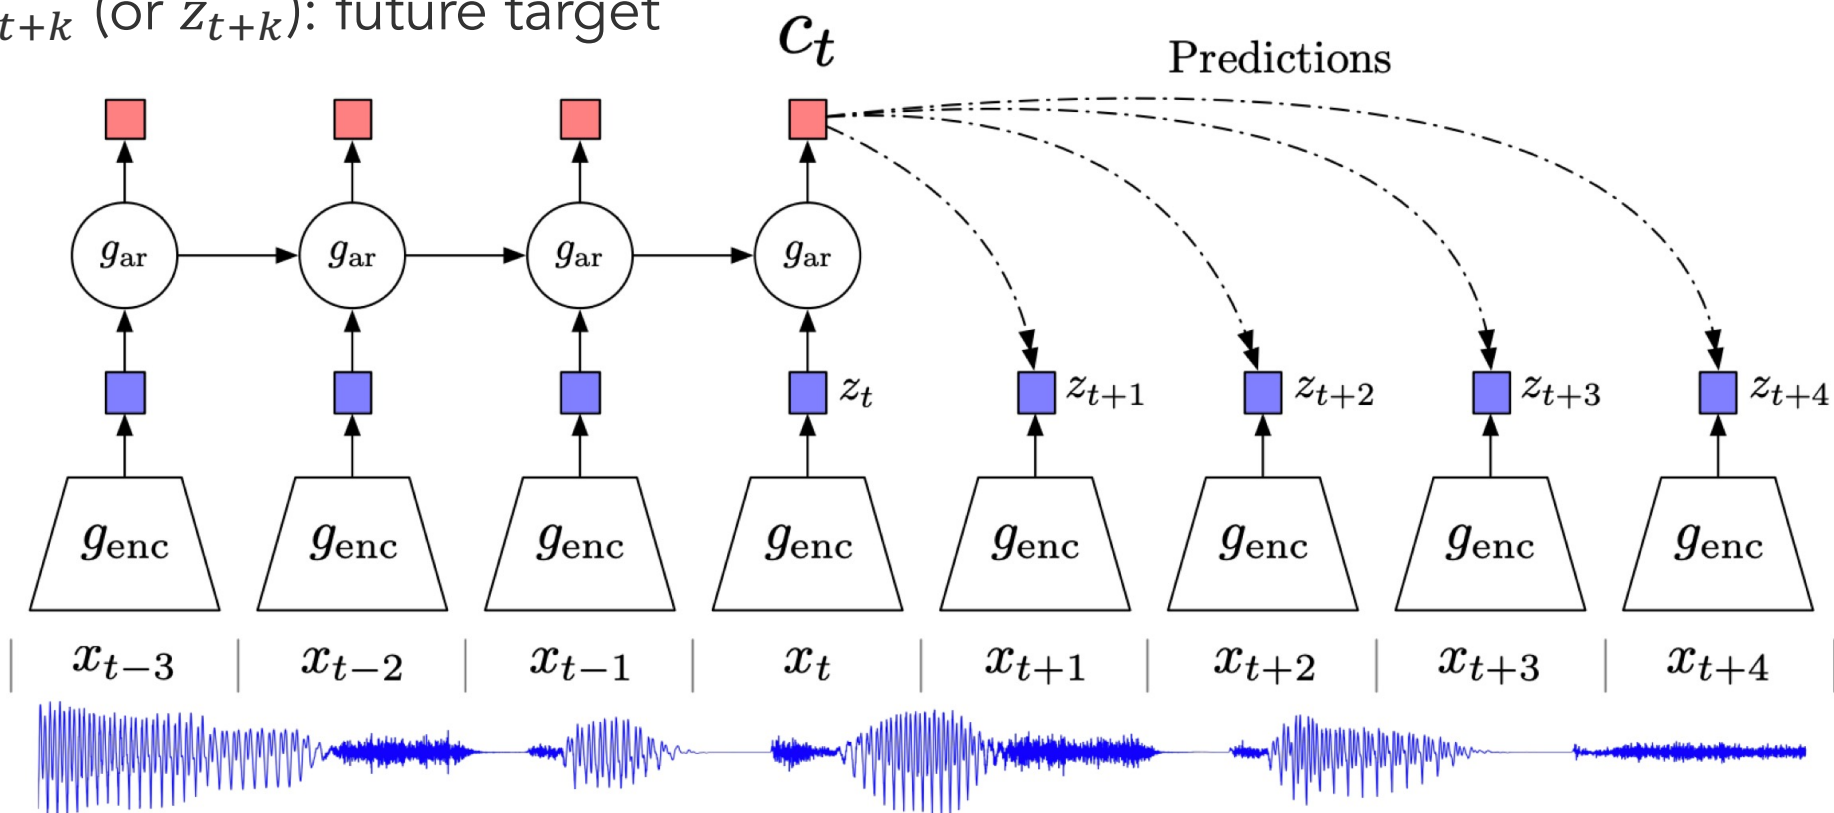 t+k (or z_{t+k}): future target
c_t
Predictions
g_ar g_ar g_ar g_ar
z_t z_{t+1} z_{t+2} z_{t+3} z_{t+4}
g_enc g_enc g_enc g_enc g_enc g_enc g_enc g_enc
x_{t−3} x_{t−2} x_{t−1} x_t x_{t+1} x_{t+2} x_{t+3} x_{t+4}